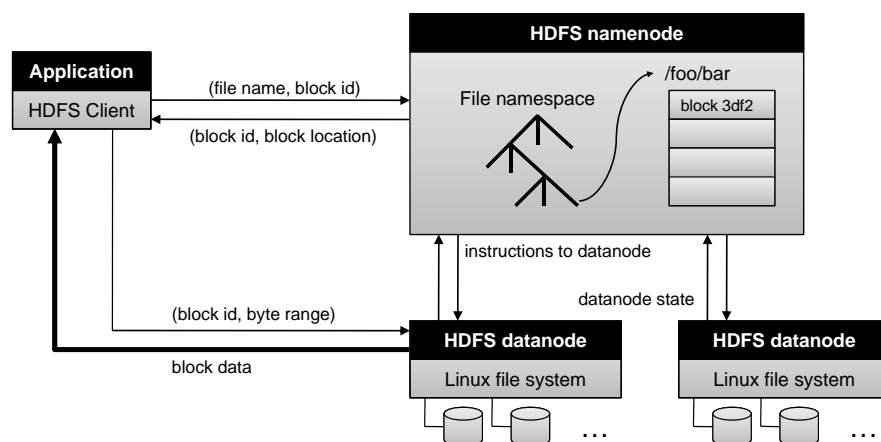 HDFS namenode
Application
HDFS Client
(file name, block id)
(block id, block location)
File namespace
/foo/bar
block 3df2
instructions to datanode
datanode state
(block id, byte range)
block data
HDFS datanode
Linux file system
...
HDFS datanode
Linux file system
...